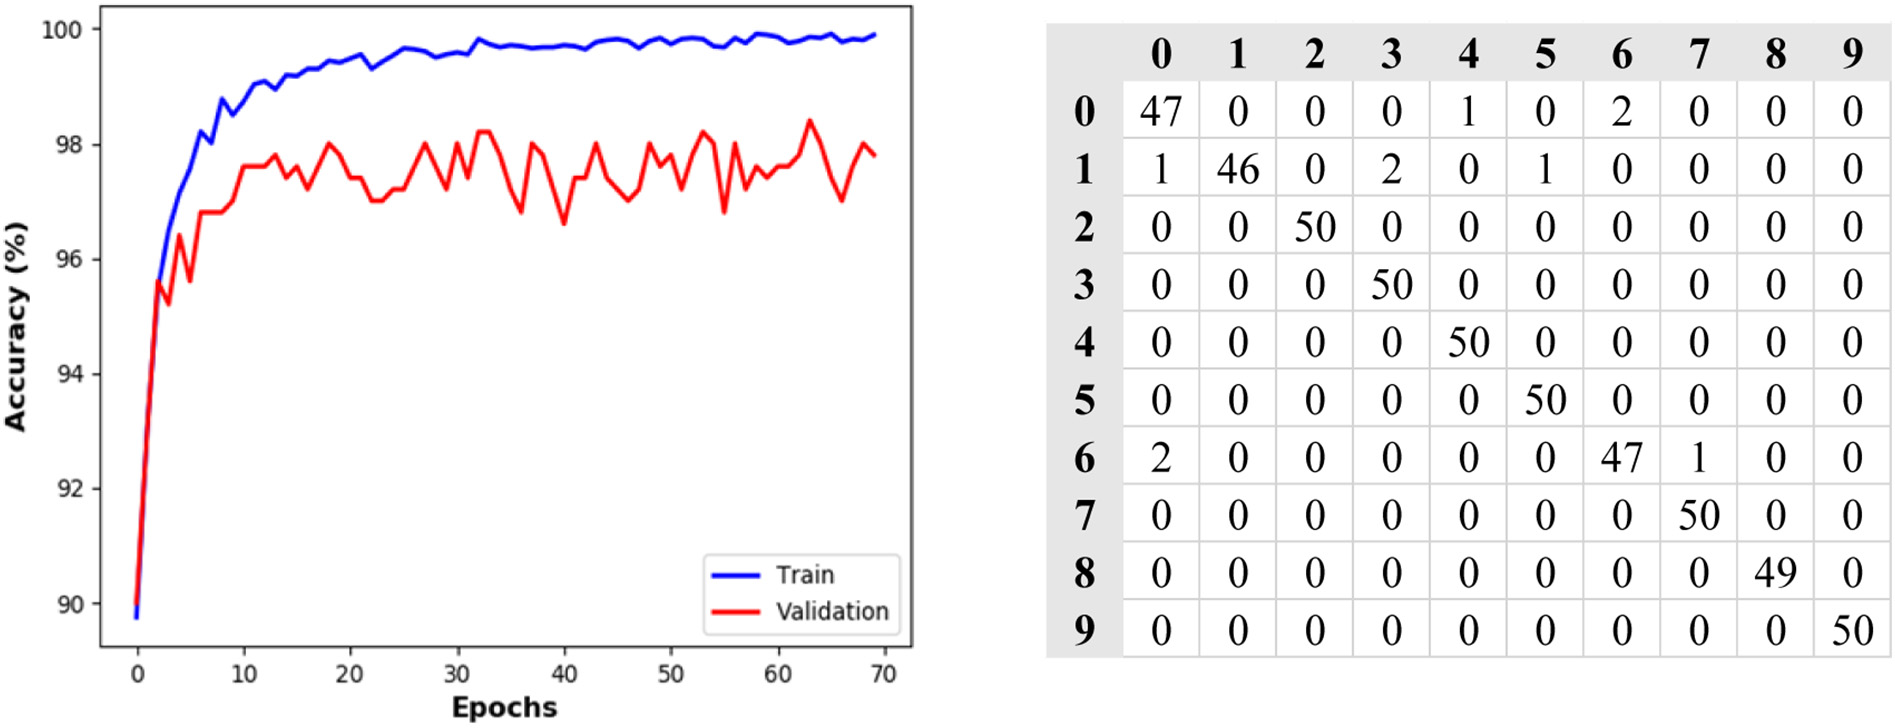 100
98
96
94
92
90
Accuracy (%)
0 10 20 30 40 50 60 70
Epochs
Train
Validation
0 1 2 3 4 5 6 7 8 9
0 47 0 0 0 1 0 2 0 0 0
1 1 46 0 2 0 1 0 0 0 0
2 0 0 50 0 0 0 0 0 0 0
3 0 0 0 50 0 0 0 0 0 0
4 0 0 0 0 50 0 0 0 0 0
5 0 0 0 0 0 50 0 0 0 0
6 2 0 0 0 0 0 47 1 0 0
7 0 0 0 0 0 0 0 50 0 0
8 0 0 0 0 0 0 0 0 49 0
9 0 0 0 0 0 0 0 0 0 50